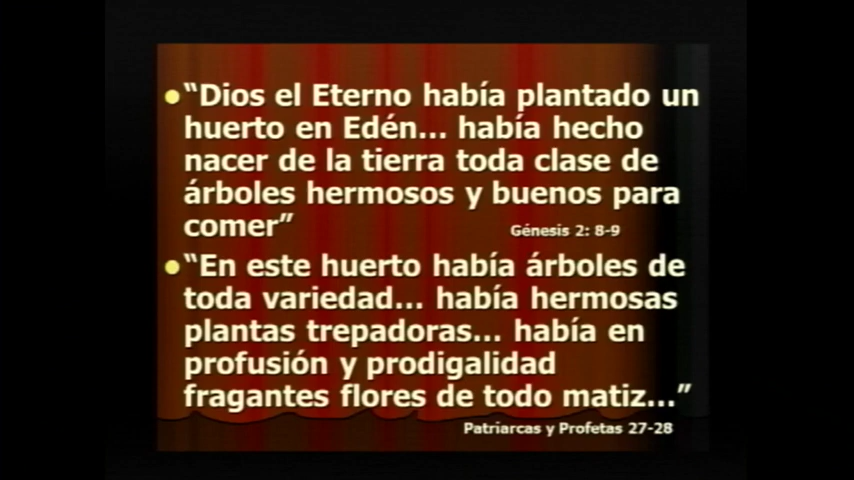 • “Dios el Eterno había plantado un
huerto en Edén... había hecho
nacer de la tierra toda clase de
árboles hermosos y buenos para
comer” Génesis 2: 8-9
• “En este huerto había árboles de
toda variedad... había hermosas
plantas trepadoras... había en
profusión y prodigalidad
fragantes flores de todo matiz...”
Patriarcas y Profetas 27-28